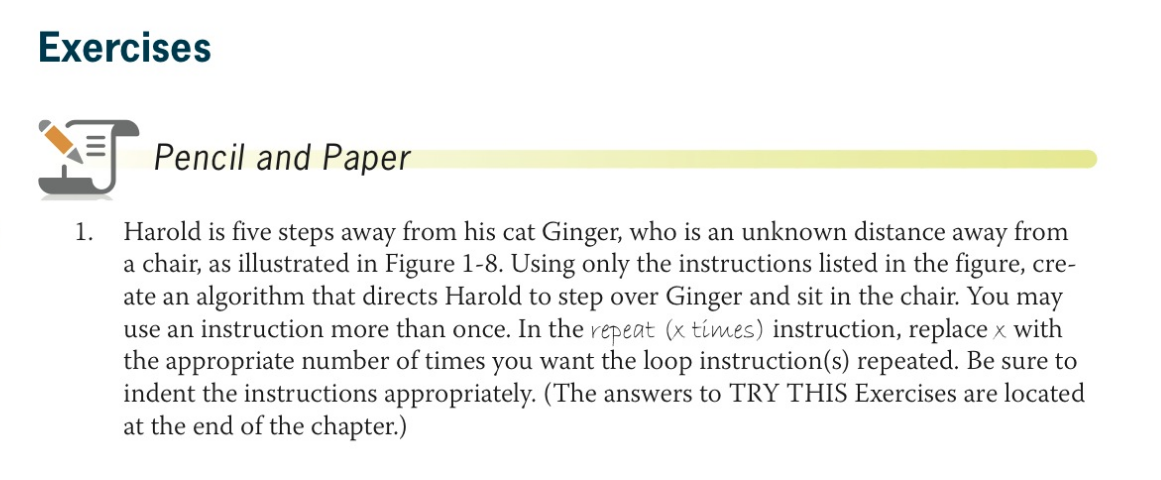 Exercises
Pencil and Paper
1. Harold is five steps away from his cat Ginger, who is an unknown distance away from
a chair, as illustrated in Figure 1-8. Using only the instructions listed in the figure, cre-
ate an algorithm that directs Harold to step over Ginger and sit in the chair. You may
use an instruction more than once. In the repeat (x times) instruction, replace x with
the appropriate number of times you want the loop instruction(s) repeated. Be sure to
indent the instructions appropriately. (The answers to TRY THIS Exercises are located
at the end of the chapter.)